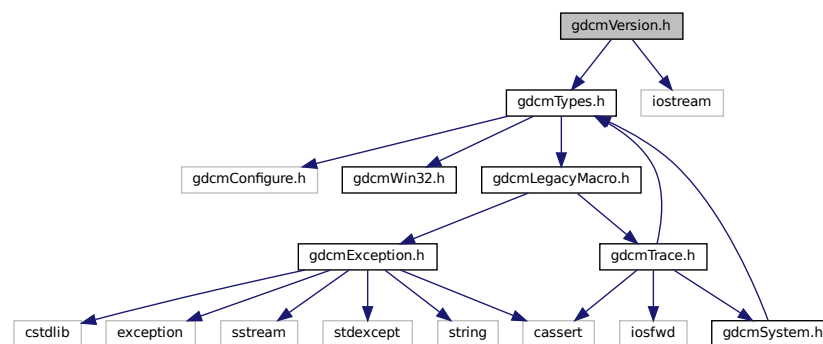 gdcmVersion.h
gdcmTypes.h
iostream
gdcmConfigure.h
gdcmWin32.h
gdcmLegacyMacro.h
gdcmException.h
gdcmTrace.h
cstdlib
exception
sstream
stdexcept
string
cassert
iosfwd
gdcmSystem.h